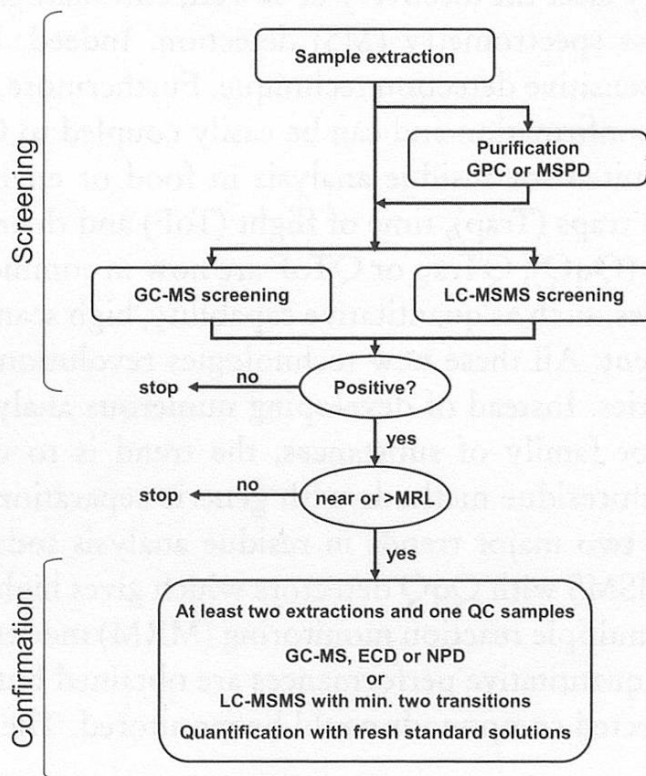 Screening
Sample extraction
Purification
GPC or MSPD
GC-MS screening
LC-MSMS screening
Positive?
no
stop
yes
near or >MRL
no
stop
yes
Confirmation
At least two extractions and one QC samples
GC-MS, ECD or NPD
or
LC-MSMS with min. two transitions
Quantification with fresh standard solutions